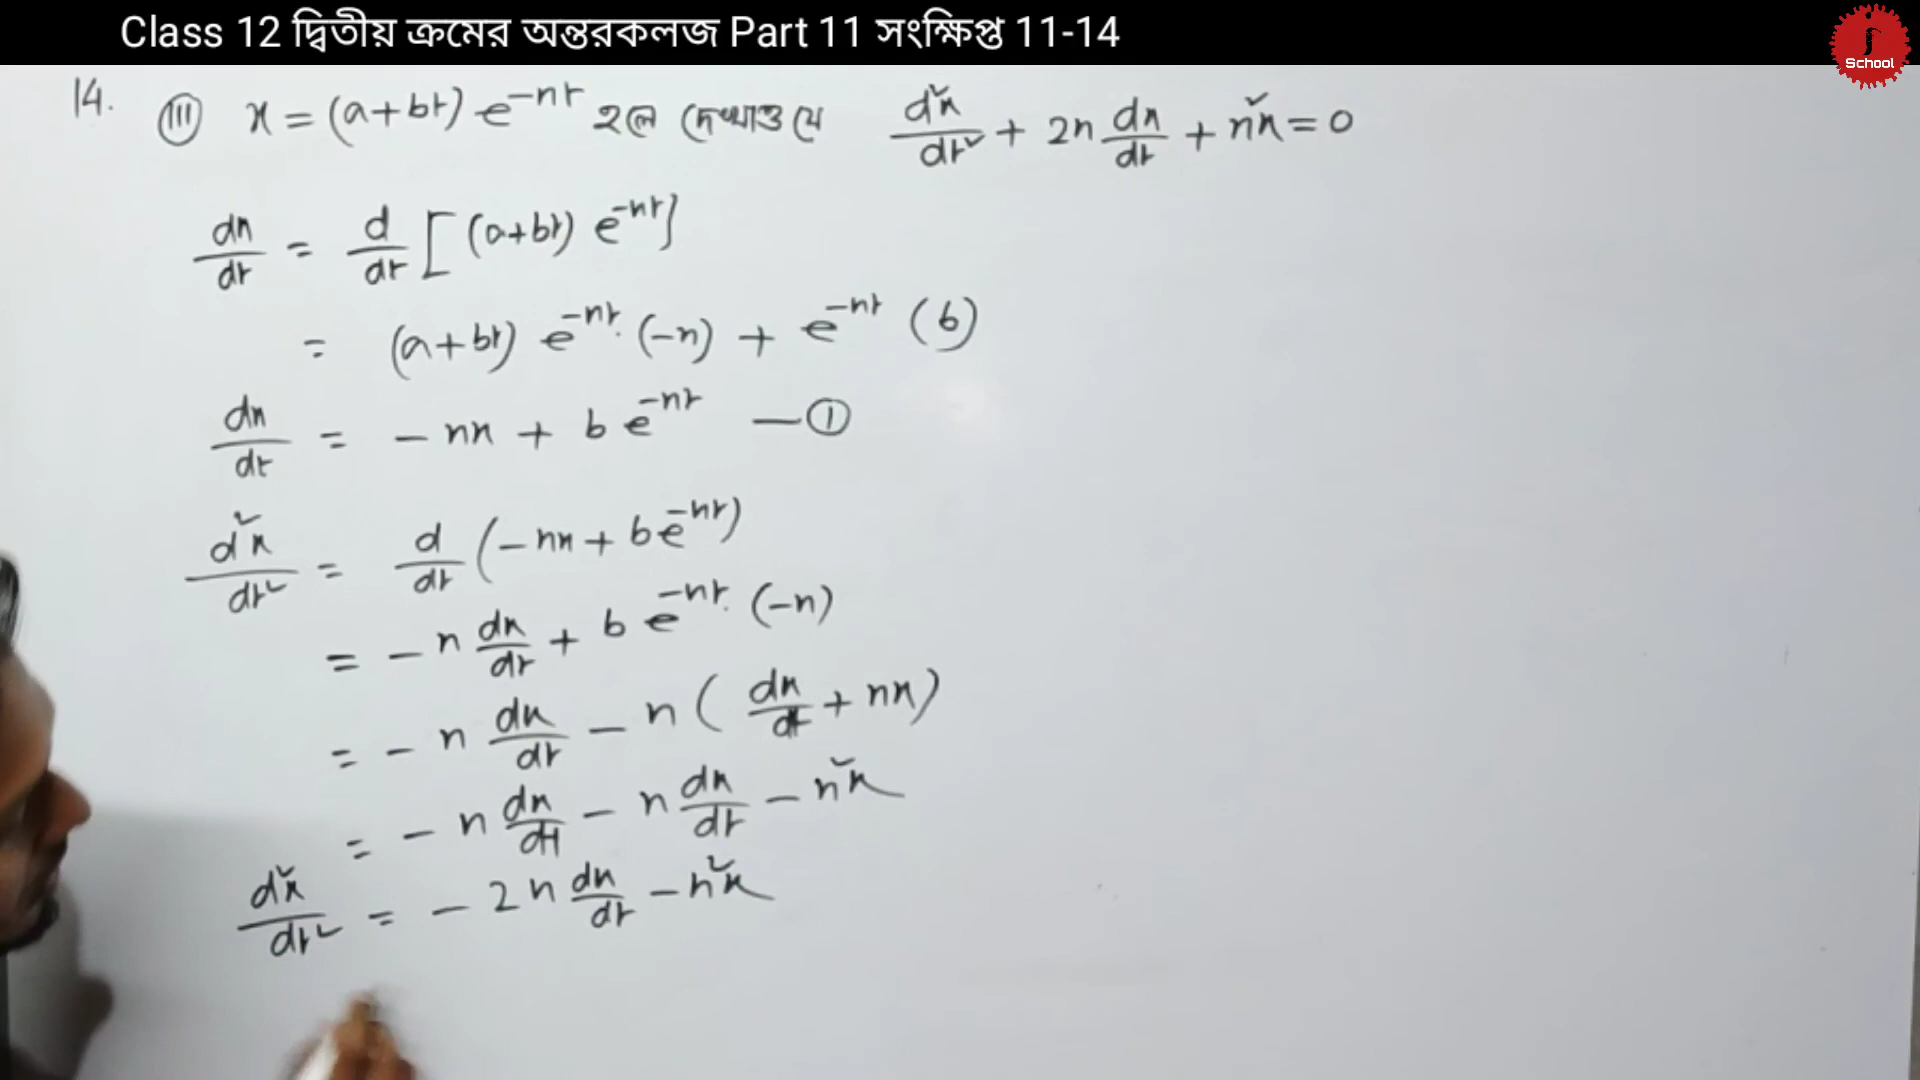 Class 12 দ্বিতীয় ক্রমের অন্তরকলজ Part 11 সংক্ষিপ্ত 11-14
School
14. (iii) x = (a+bt) e^{-nt} হলে দেখাও যে d²x/dt² + 2n dx/dt + n²x = 0
dx/dt = d/dt [(a+bt) e^{-nt}]
= (a+bt) e^{-nt}. (-n) + e^{-nt} (b)
dx/dt = - nx + b e^{-nt} — ①
d²x/dt² = d/dt (-nx + be^{-nt})
= - n dx/dt + b e^{-nt}. (-n)
= - n dx/dt - n ( dx/dt + nx)
= - n dx/dt - n dx/dt - n²x
d²x/dt² = - 2n dx/dt - n²x